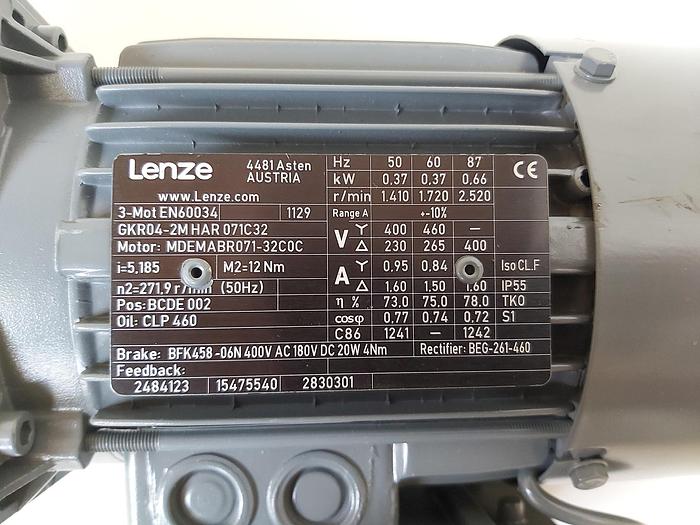 Lenze 4481 Asten AUSTRIA Hz 50 60 87 CE
kW 0,37 0,37 0,66
www.Lenze.com r/min 1.410 1.720 2.520
3-Mot EN60034 1129 Range A +-10%
GKR04-2M HAR 071C32 V Y 400 460 —
Motor: MDEMABR071-32C0C Δ 230 265 400
i=5,185 M2=12 Nm A Y 0.95 0.84 Iso CL.F
n2=271,9 r/min (50Hz) Δ 1.60 1.50 1.60 IP55
Pos: BCDE 002 η % 73.0 75.0 78.0 TKO
Oil: CLP 460 cosφ 0.77 0.74 0.72 S1
C86 1241 — 1242
Brake: BFK458-06N 400V AC 180V DC 20W 4Nm Rectifier: BEG-261-460
Feedback:
2484123 15475540 2830301